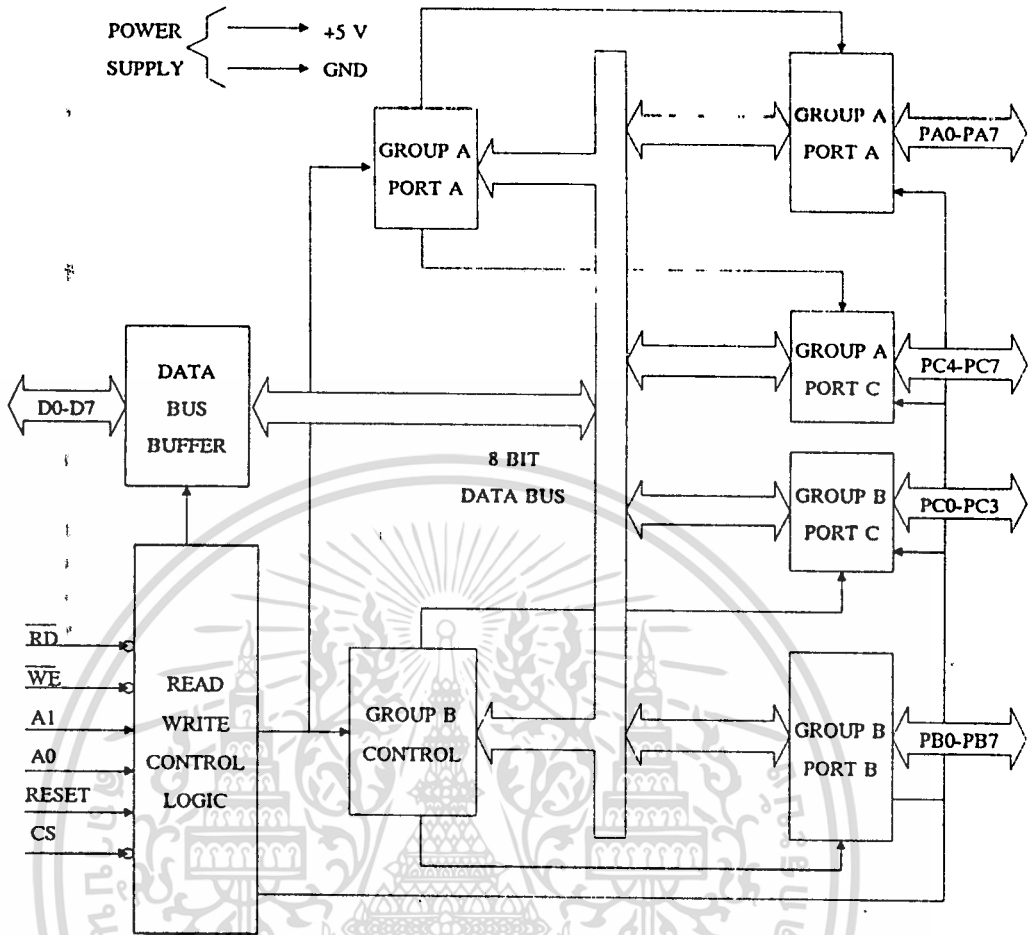 POWER
SUPPLY
+5 V
GND
GROUP A
PORT A
GROUP A
PORT A
PA0-PA7
GROUP A
PORT C
PC4-PC7
DATA
BUS
BUFFER
D0-D7
8 BIT
DATA BUS
GROUP B
PORT C
PC0-PC3
RD
WE
A1
A0
RESET
CS
READ
WRITE
CONTROL
LOGIC
GROUP B
CONTROL
GROUP B
PORT B
PB0-PB7